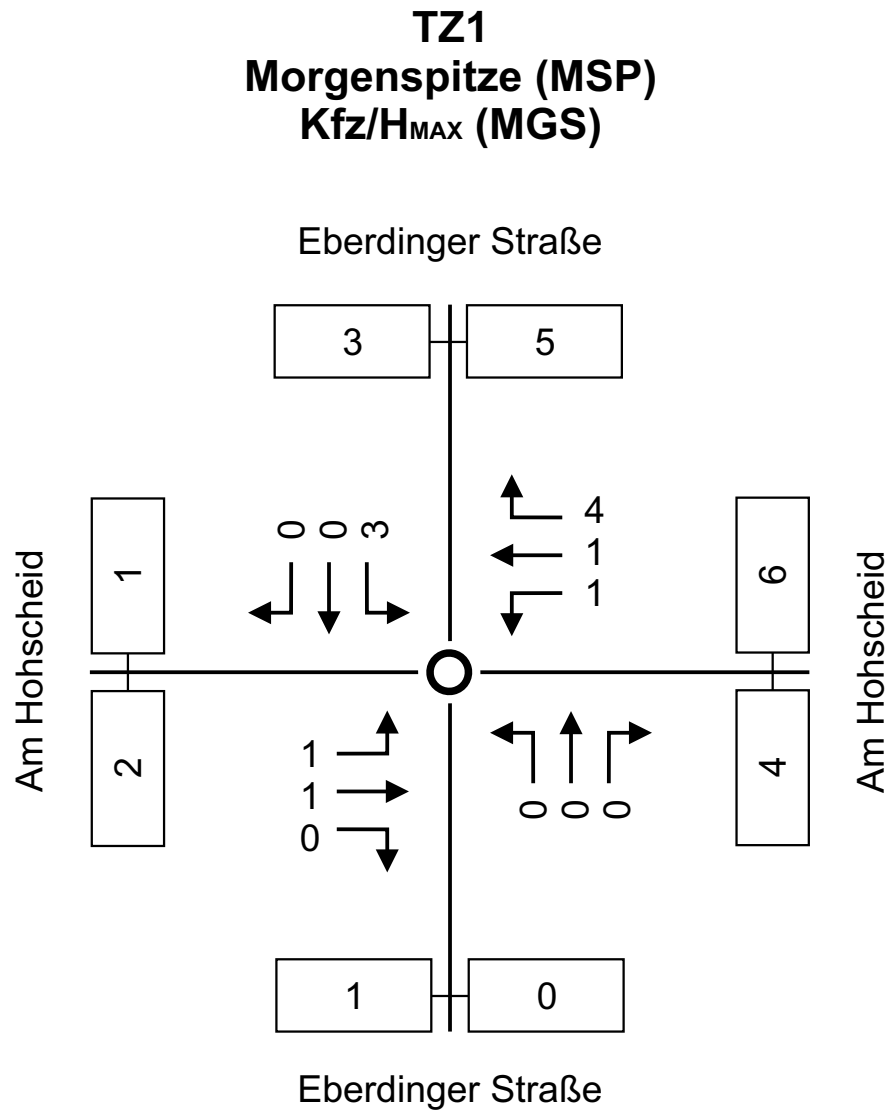 TZ1
Morgenspitze (MSP)
Kfz/HMAX (MGS)
Eberdinger Straße
3 5
4
1
1
0 0 3
1
6
Am Hohscheid
Am Hohscheid
2
4
1
1
0
0 0 0
1 0
Eberdinger Straße